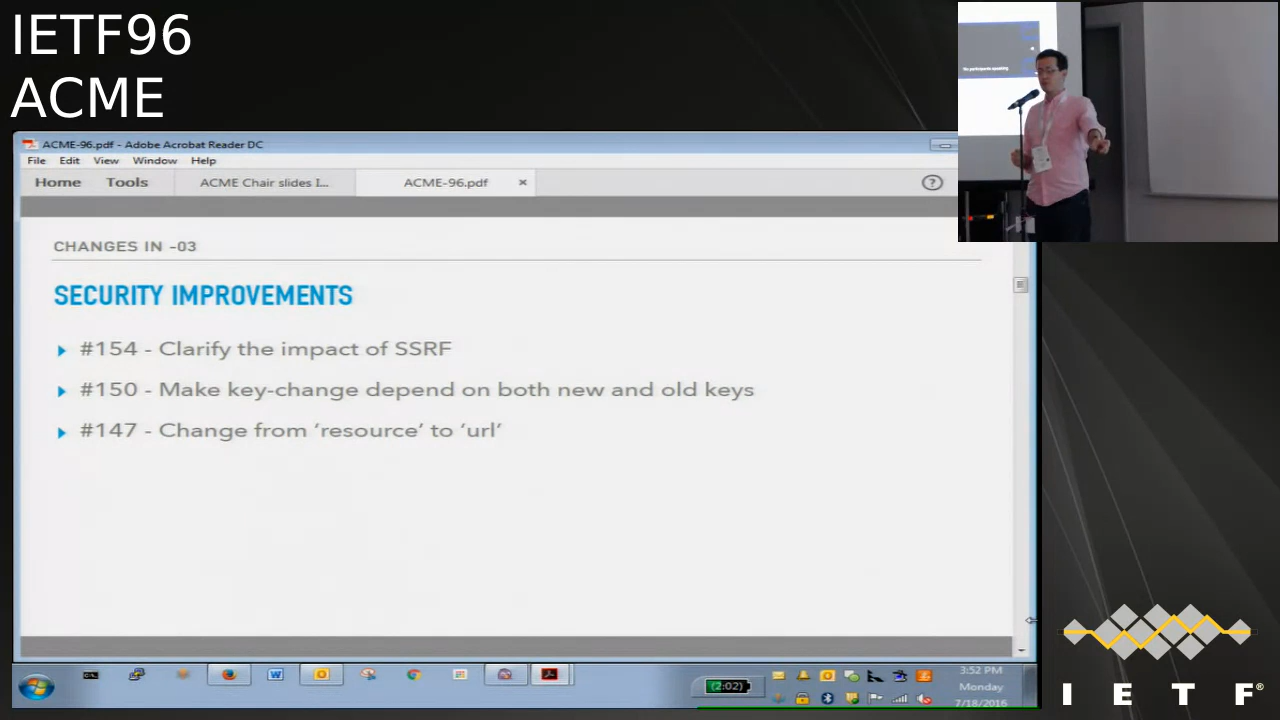 IETF96
ACME
ACME-96.pdf - Adobe Acrobat Reader DC
File Edit View Window Help
Home Tools ACME Chair slides I... ACME-96.pdf ×
?
CHANGES IN -03
SECURITY IMPROVEMENTS
#154 - Clarify the impact of SSRF
#150 - Make key-change depend on both new and old keys
#147 - Change from ‘resource’ to ‘url’
(2:02)
3:52 PM
Monday
7/18/2016
I E T F®